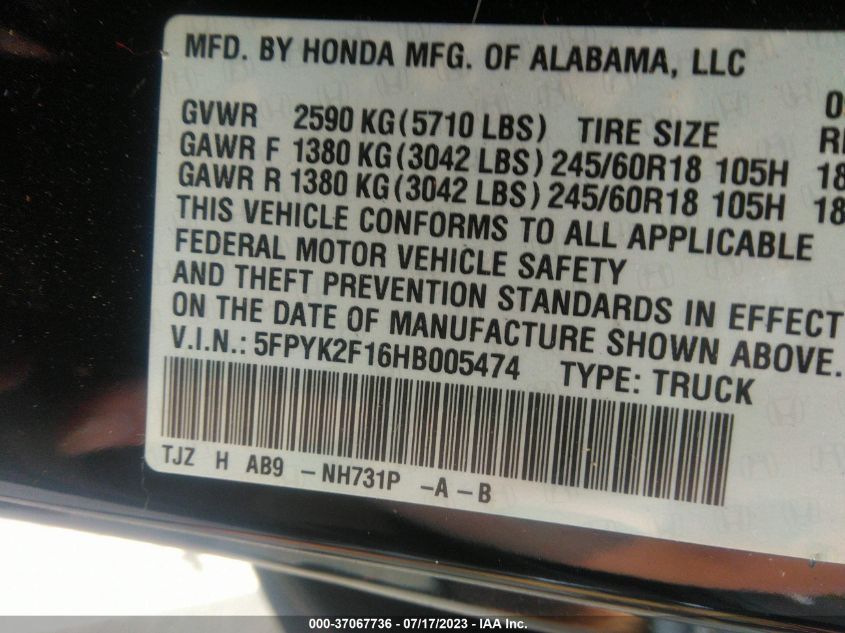 MFD. BY HONDA MFG. OF ALABAMA, LLC
GVWR 2590 KG (5710 LBS) TIRE SIZE
GAWR F 1380 KG (3042 LBS) 245/60R18 105H 18
GAWR R 1380 KG (3042 LBS) 245/60R18 105H 18
THIS VEHICLE CONFORMS TO ALL APPLICABLE
FEDERAL MOTOR VEHICLE SAFETY
AND THEFT PREVENTION STANDARDS IN EFFECT
ON THE DATE OF MANUFACTURE SHOWN ABOVE.
V.I.N.: 5FPYK2F16HB005474 TYPE: TRUCK
TJZ H AB9 -NH731P -A-B
000-37067736 - 07/17/2023 - IAA Inc.